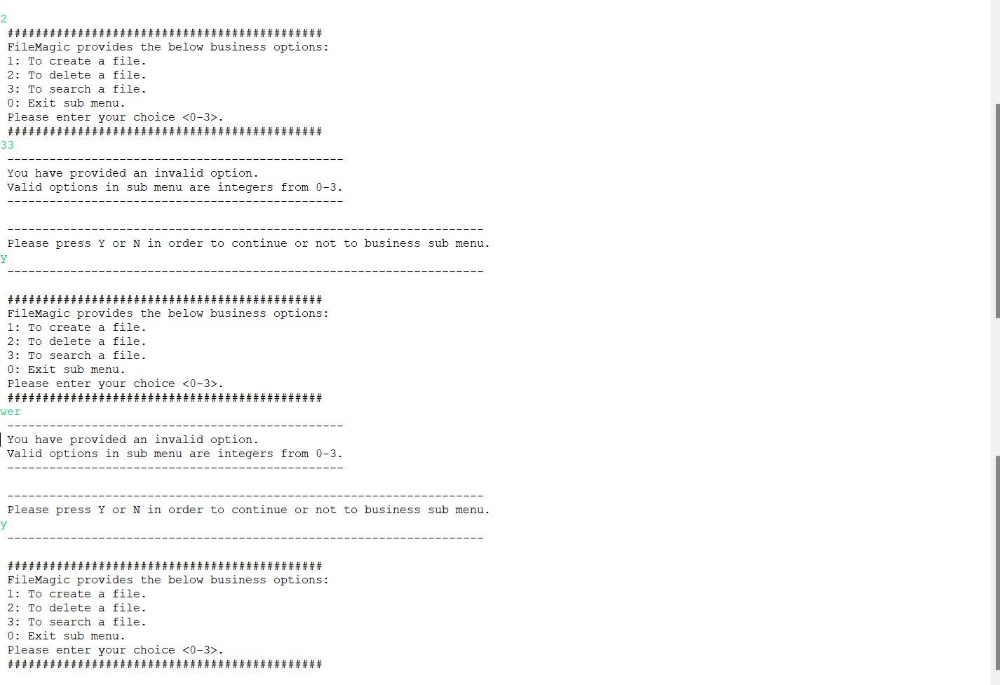 2
#############################################
FileMagic provides the below business options:
1: To create a file.
2: To delete a file.
3: To search a file.
0: Exit sub menu.
Please enter your choice <0-3>.
#############################################
33
------------------------------------------------
You have provided an invalid option.
Valid options in sub menu are integers from 0-3.
------------------------------------------------
--------------------------------------------------------------------
Please press Y or N in order to continue or not to business sub menu.
y
--------------------------------------------------------------------
#############################################
FileMagic provides the below business options:
1: To create a file.
2: To delete a file.
3: To search a file.
0: Exit sub menu.
Please enter your choice <0-3>.
#############################################
wer
------------------------------------------------
You have provided an invalid option.
Valid options in sub menu are integers from 0-3.
------------------------------------------------
--------------------------------------------------------------------
Please press Y or N in order to continue or not to business sub menu.
y
--------------------------------------------------------------------
#############################################
FileMagic provides the below business options:
1: To create a file.
2: To delete a file.
3: To search a file.
0: Exit sub menu.
Please enter your choice <0-3>.
#############################################